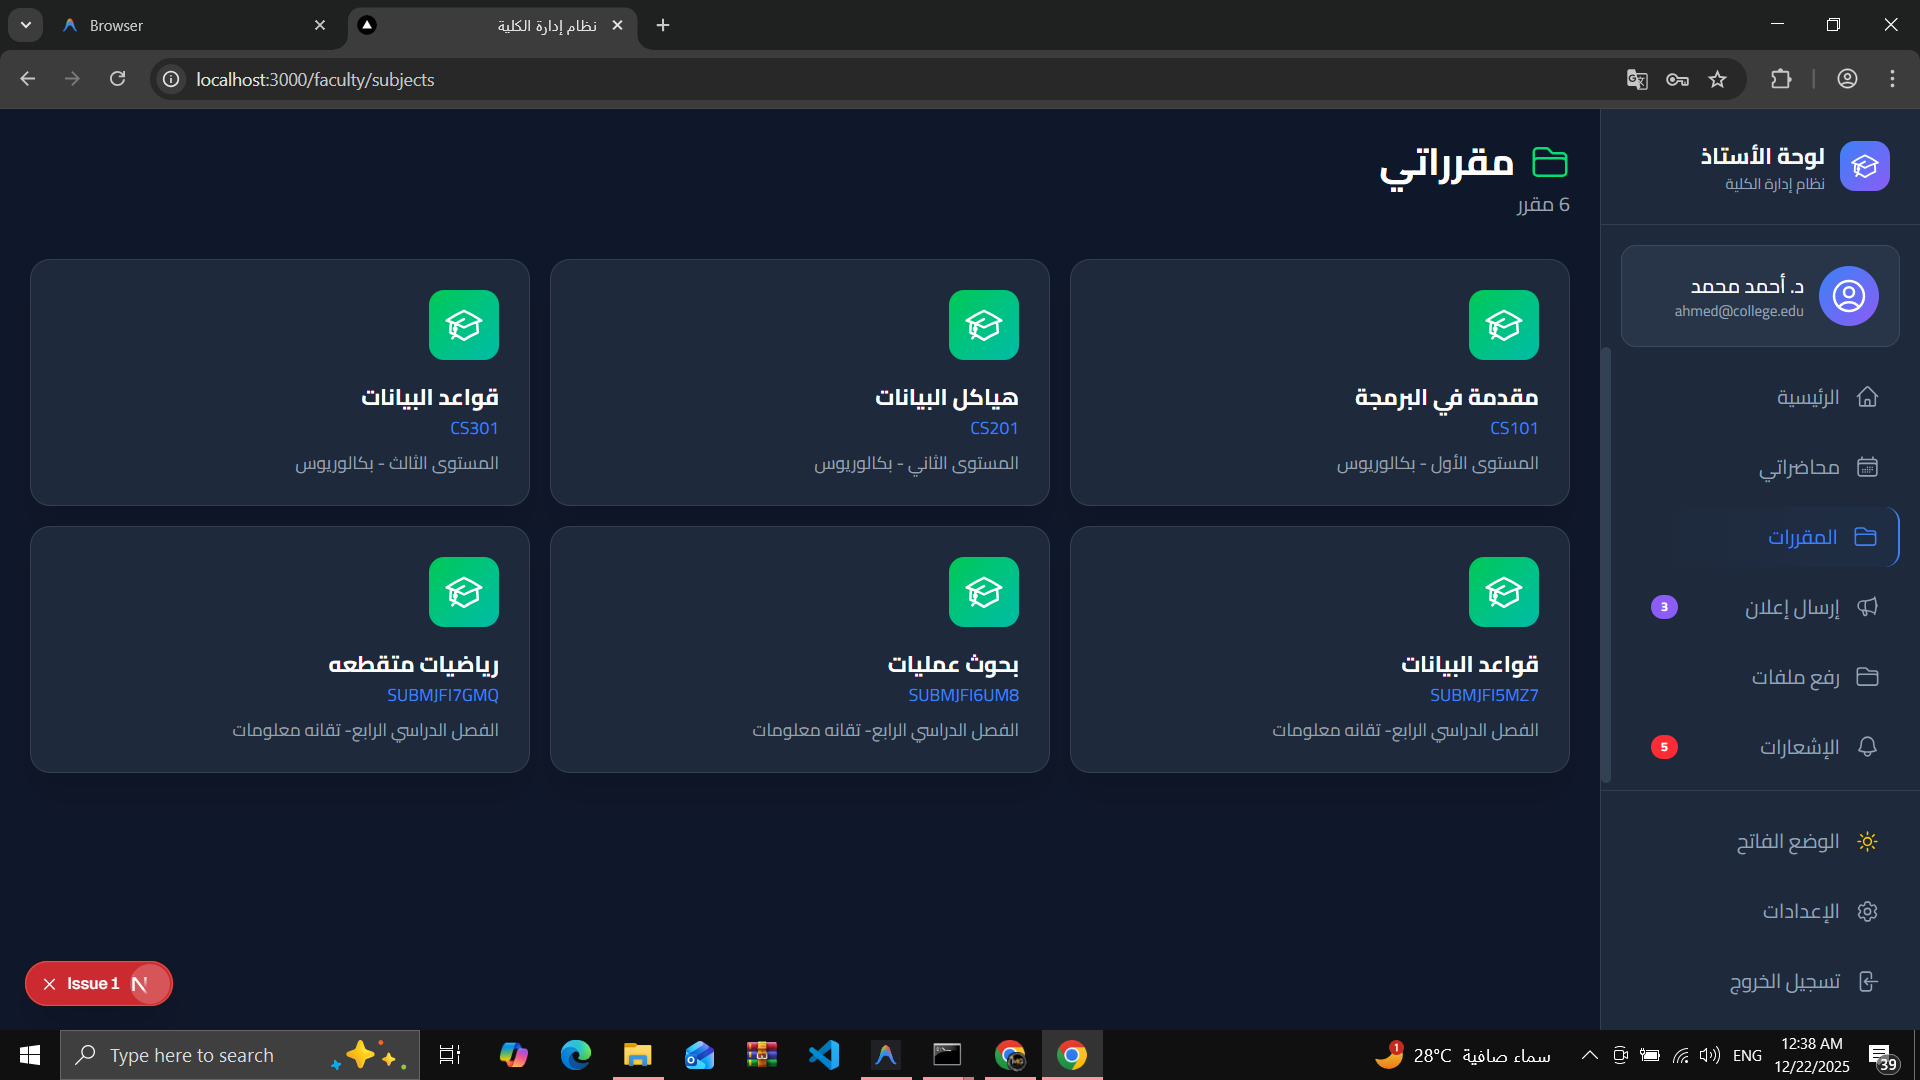 Browser
نظام إدارة الكلية
localhost:3000/faculty/subjects
لوحة الأستاذ
نظام إدارة الكلية
د. أحمد محمد
ahmed@college.edu
الرئيسية
محاضراتي
المقررات
إرسال إعلان
3
رفع ملفات
الإشعارات
5
الوضع الفاتح
الإعدادات
تسجيل الخروج
مقرراتي
6 مقرر
مقدمة في البرمجة
CS101
المستوى الأول - بكالوريوس
هياكل البيانات
CS201
المستوى الثاني - بكالوريوس
قواعد البيانات
CS301
المستوى الثالث - بكالوريوس
قواعد البيانات
SUBMJFI5MZ7
الفصل الدراسي الرابع- تقانه معلومات
بحوث عمليات
SUBMJFI6UM8
الفصل الدراسي الرابع- تقانه معلومات
رياضيات متقطعه
SUBMJFI7GMQ
الفصل الدراسي الرابع- تقانه معلومات
N
Issue 1
Type here to search
1
28°C سماء صافية
ENG
12:38 AM
12/22/2025
39